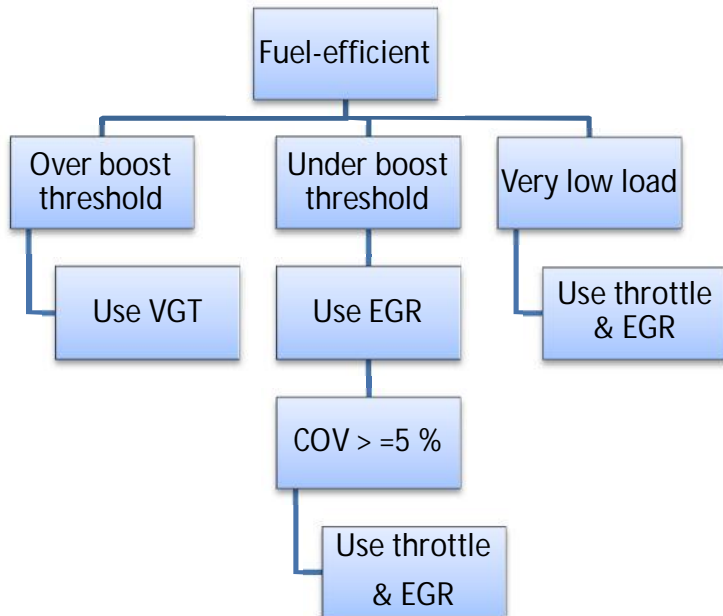 Fuel-efficient
Over boost
threshold
Under boost
threshold
Very low load
Use VGT
Use EGR
Use throttle
& EGR
COV > =5 %
Use throttle
& EGR